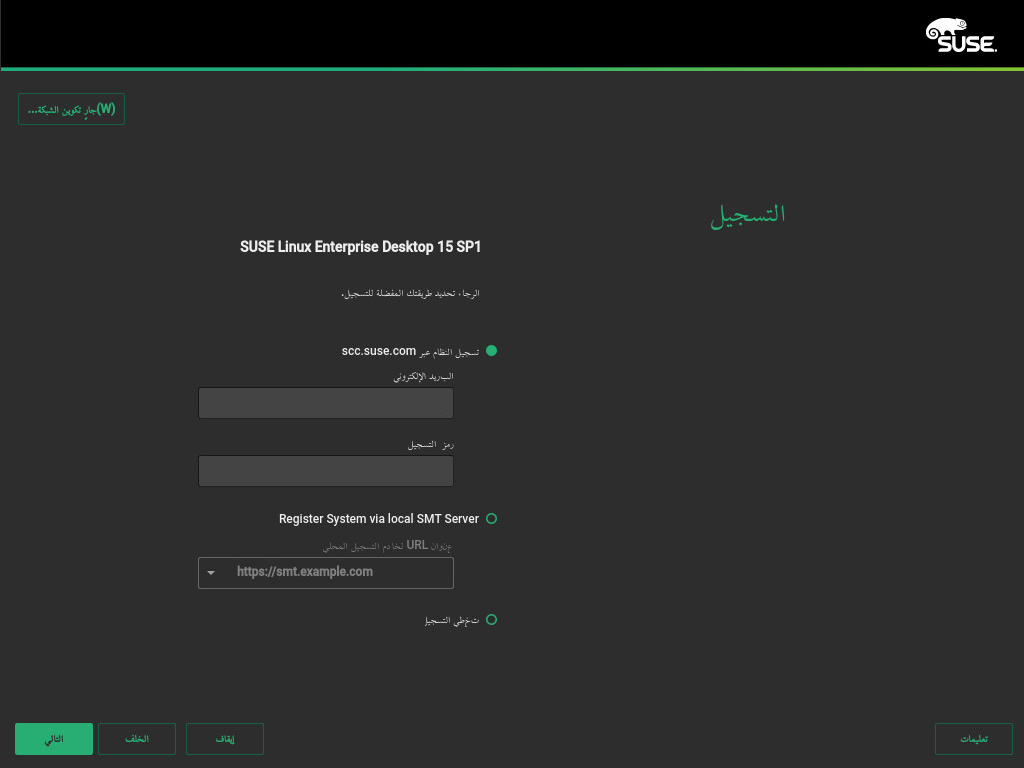 SUSE.
(W)جارٍ تكوين الشبكة...
التسجيل
SUSE Linux Enterprise Desktop 15 SP1
الرجاء تحديد طريقتك المفضلة للتسجيل.
تسجيل النظام عبر scc.suse.com
البريد الإلكتروني
رمز التسجيل
Register System via local SMT Server
عنوان URL لخادم التسجيل المحلي
https://smt.example.com
تخطي التسجيل
تعليمات
إيقاف
الخلف
التالي